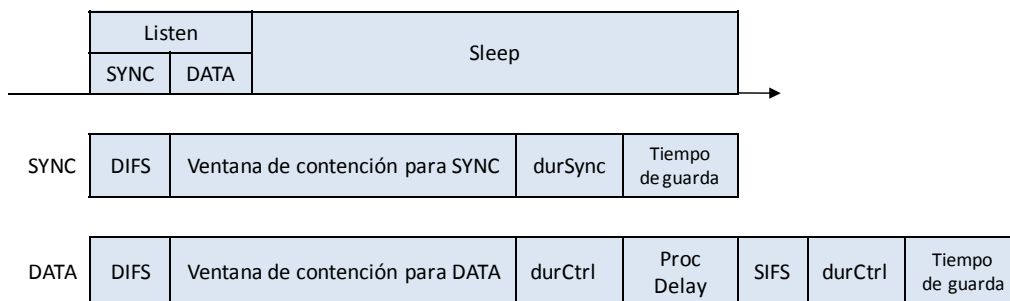 Listen
Sleep
SYNC DATA
SYNC DIFS Ventana de contención para SYNC durSync Tiempo
de guarda
DATA DIFS Ventana de contención para DATA durCtrl Proc
Delay SIFS durCtrl Tiempo
de guarda